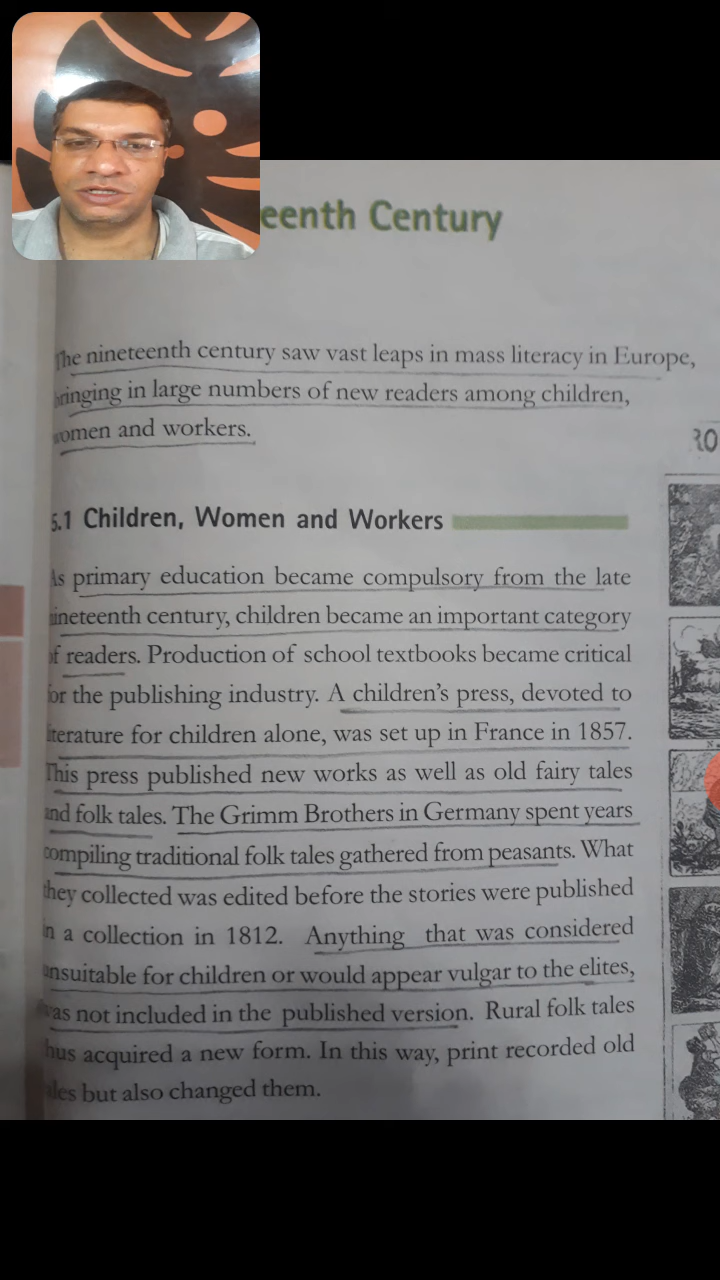 eenth Century
The nineteenth century saw vast leaps in mass literacy in Europe,
ringing in large numbers of new readers among children,
women and workers.
RO
5.1 Children, Women and Workers
As primary education became compulsory from the late
ineteenth century, children became an important category
of readers. Production of school textbooks became critical
for the publishing industry. A children's press, devoted to
iterature for children alone, was set up in France in 1857.
This press published new works as well as old fairy tales
and folk tales. The Grimm Brothers in Germany spent years
compiling traditional folk tales gathered from peasants. What
they collected was edited before the stories were published
in a collection in 1812. Anything that was considered
unsuitable for children or would appear vulgar to the elites,
was not included in the published version. Rural folk tales
hus acquired a new form. In this way, print recorded old
ales but also changed them.